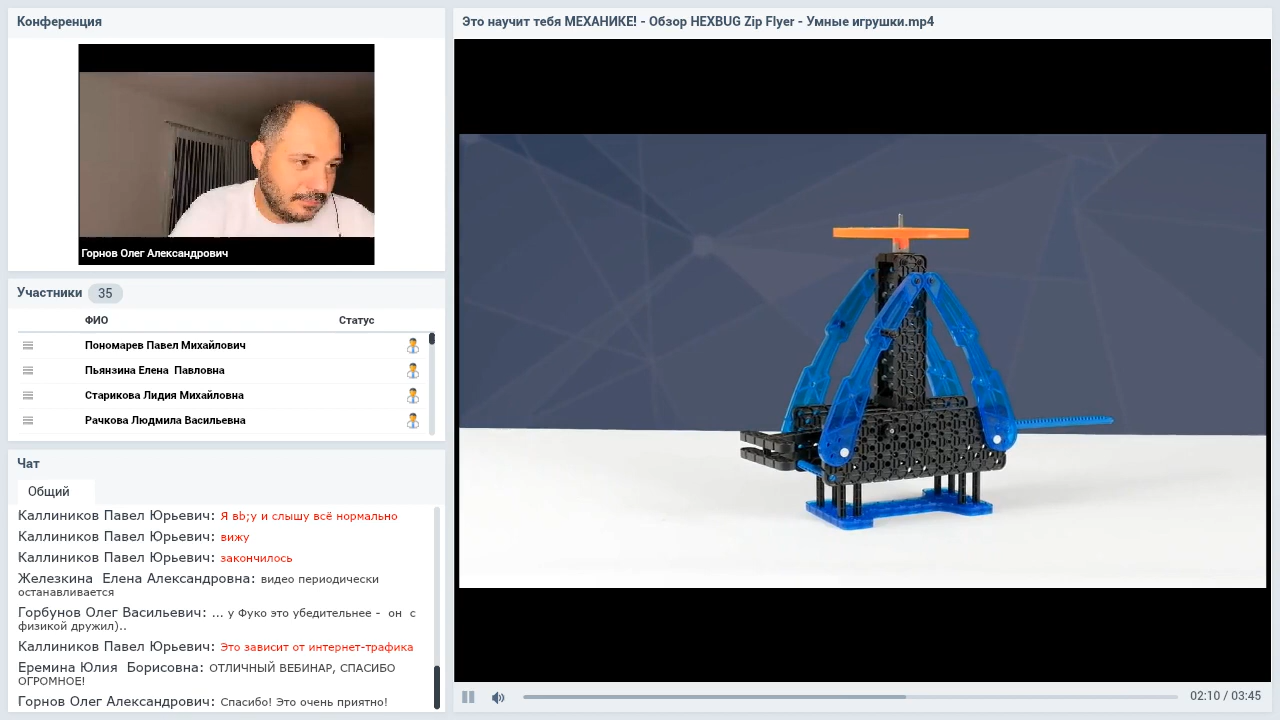 Конференция
Горнов Олег Александрович
Участники 35
ФИО Статус
Пономарев Павел Михайлович
Пьянзина Елена Павловна
Старикова Лидия Михайловна
Рачкова Людмила Васильевна
Чат
Общий
Каллиников Павел Юрьевич: Я вb;у и слышу всё нормально
Каллиников Павел Юрьевич: вижу
Каллиников Павел Юрьевич: закончилось
Железкина Елена Александровна: видео периодически
останавливается
Горбунов Олег Васильевич: ... у Фуко это убедительнее - он с
физикой дружил)..
Каллиников Павел Юрьевич: Это зависит от интернет-трафика
Еремина Юлия Борисовна: ОТЛИЧНЫЙ ВЕБИНАР, СПАСИБО
ОГРОМНОЕ!
Горнов Олег Александрович: Спасибо! Это очень приятно!
Это научит тебя МЕХАНИКЕ! - Обзор HEXBUG Zip Flyer - Умные игрушки.mp4
02:10 / 03:45